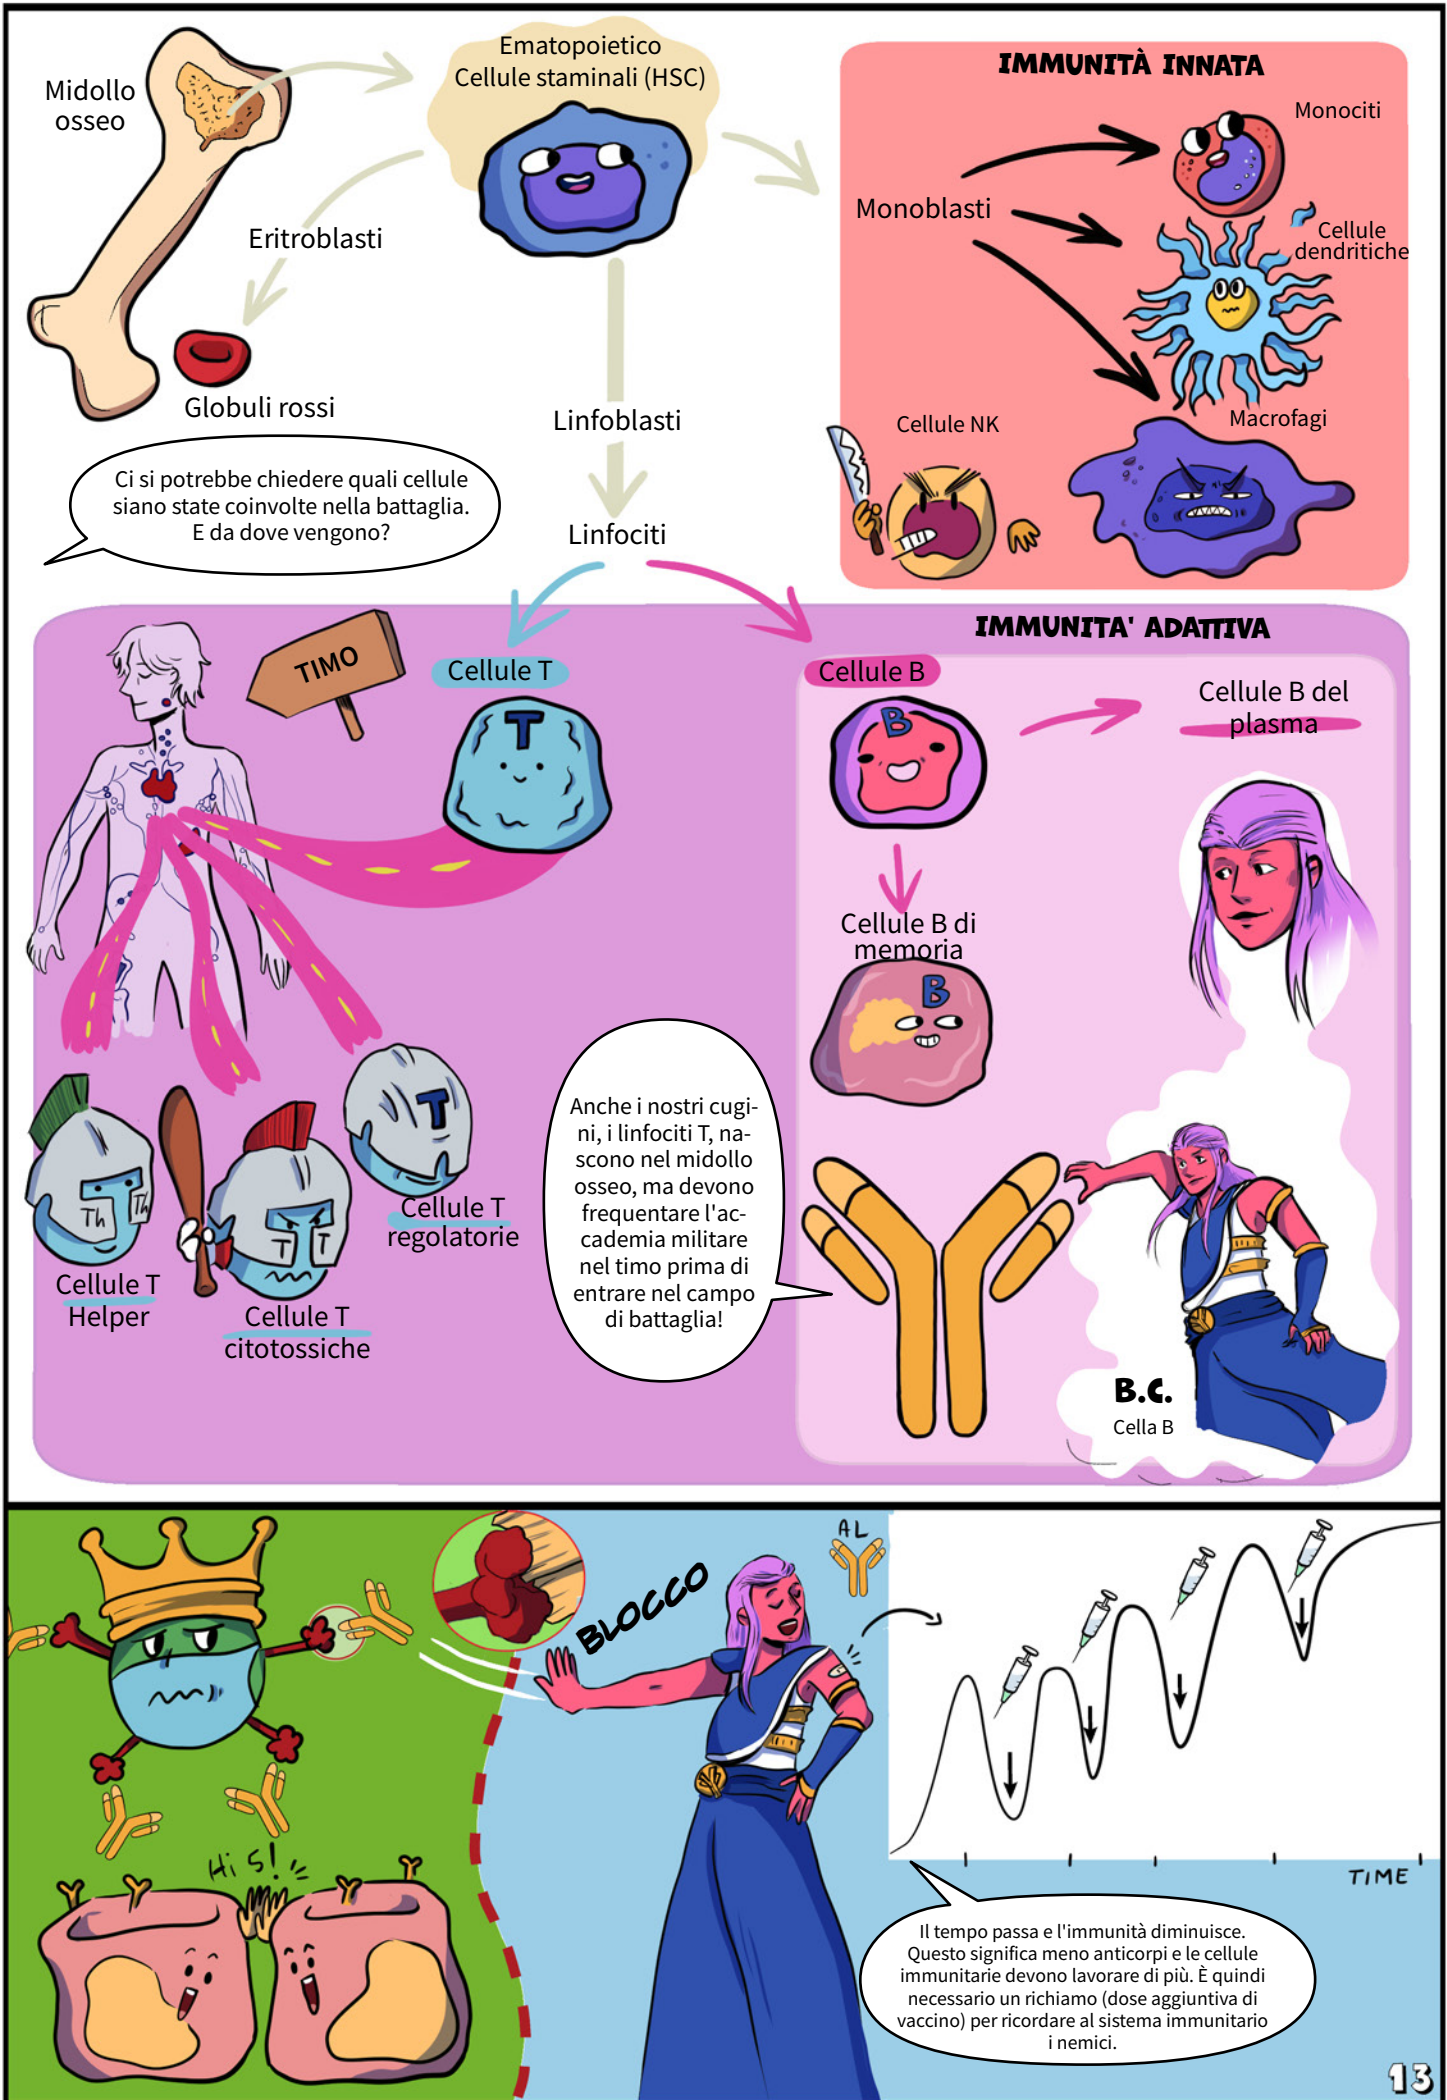 Midollo
osseo
Ematopoietico
Cellule staminali (HSC)
Eritroblasti
Globuli rossi
Linfoblasti
Linfociti
Ci si potrebbe chiedere quali cellule
siano state coinvolte nella battaglia.
E da dove vengono?
IMMUNITÀ INNATA
Monoblasti
Monociti
Cellule
dendritiche
Macrofagi
Cellule NK
IMMUNITA' ADATTIVA
TIMO
Cellule T
T
Cellule B
B
Cellule B del
plasma
Cellule B di
memoria
B
Th
Th
Cellule T
Helper
T
T
Cellule T
citotossiche
T
Cellule T
regolatorie
Anche i nostri cugi-
ni, i linfociti T, na-
scono nel midollo
osseo, ma devono
frequentare l'ac-
cademia militare
nel timo prima di
entrare nel campo
di battaglia!
B.C.
Cella B
BLOCCO
Hi 5!
AL
TIME
Il tempo passa e l'immunità diminuisce.
Questo significa meno anticorpi e le cellule
immunitarie devono lavorare di più. È quindi
necessario un richiamo (dose aggiuntiva di
vaccino) per ricordare al sistema immunitario
i nemici.
13